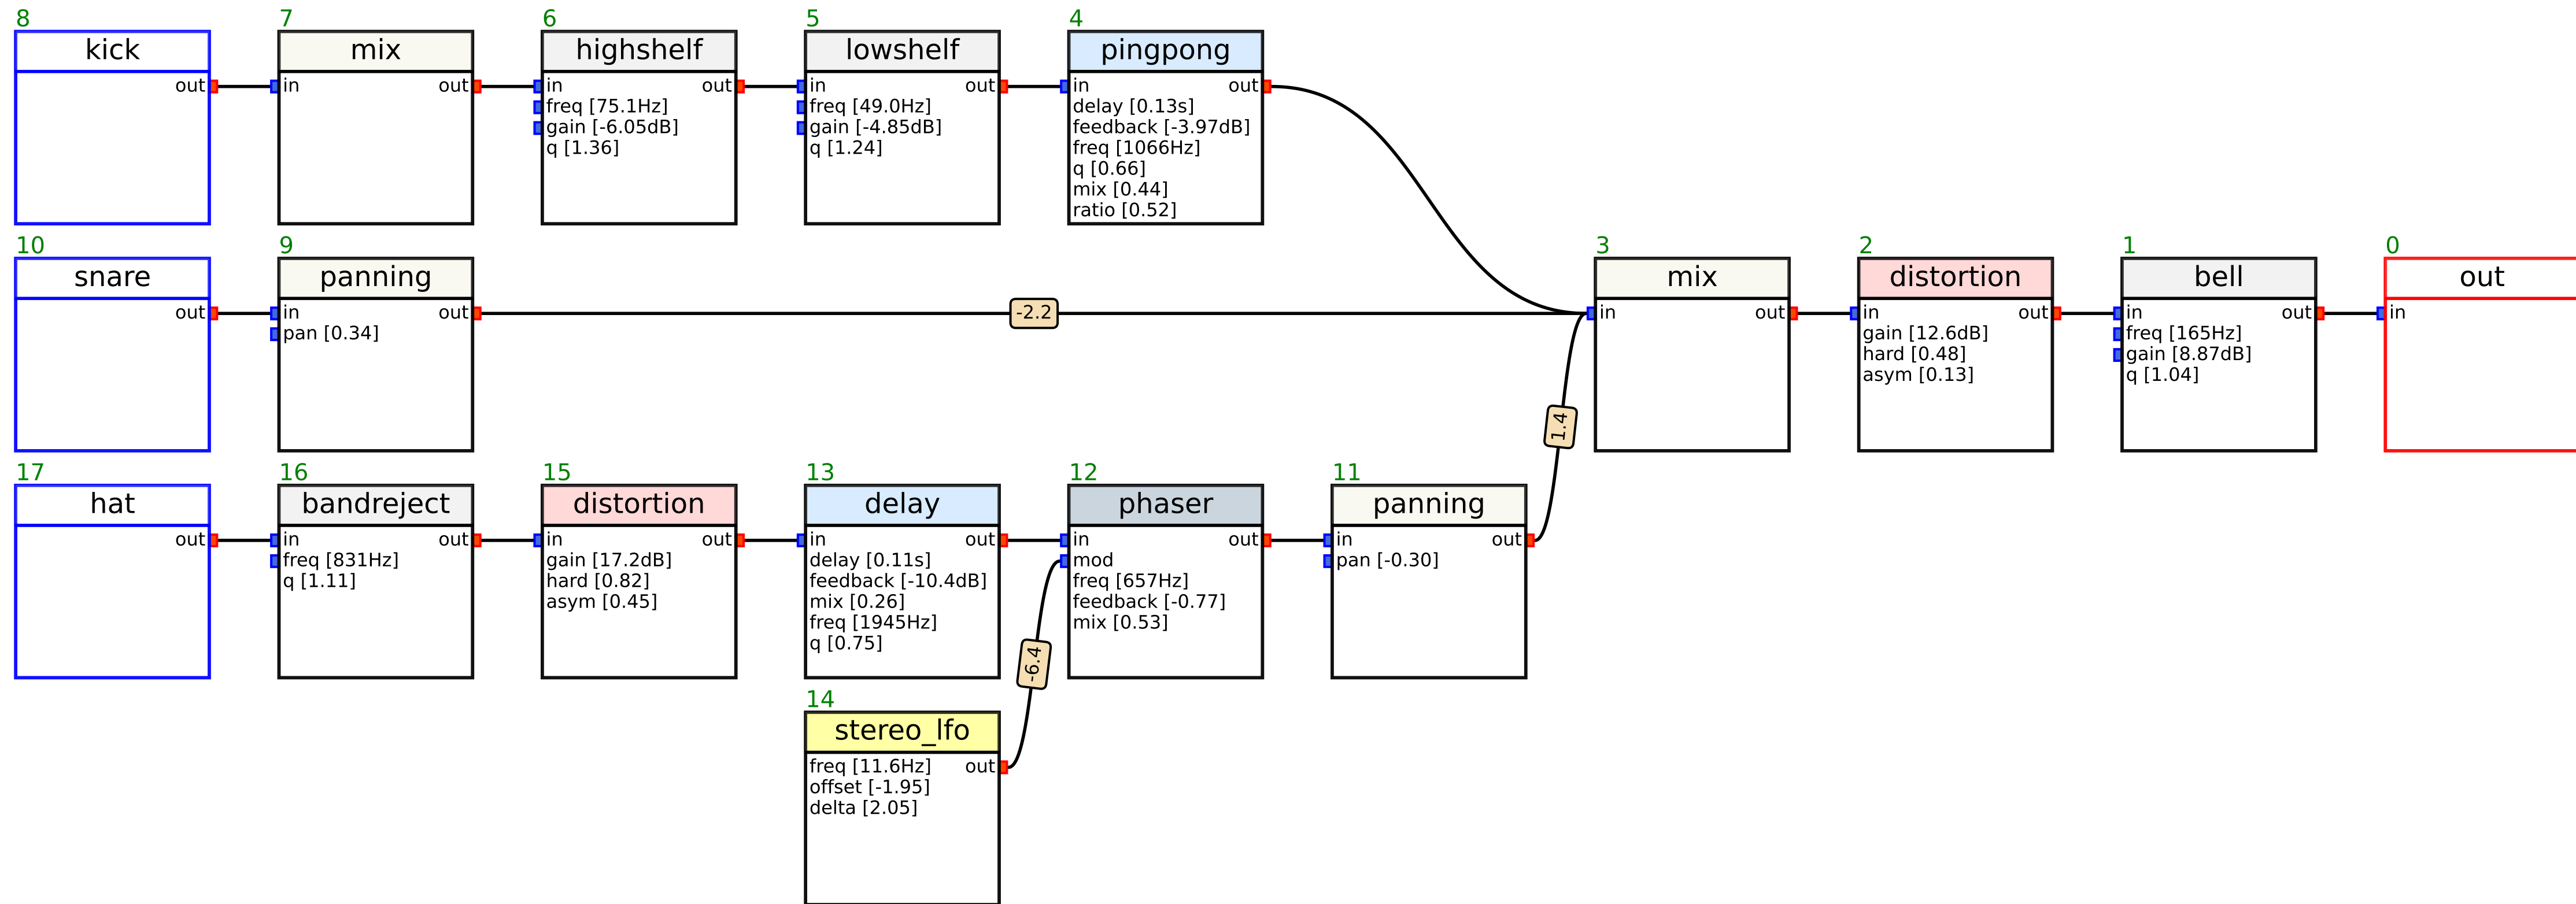 8
kick
out
7
mix
in out
6
highshelf
in out
freq [75.1Hz]
gain [-6.05dB]
q [1.36]
5
lowshelf
in out
freq [49.0Hz]
gain [-4.85dB]
q [1.24]
4
pingpong
in out
delay [0.13s]
feedback [-3.97dB]
freq [1066Hz]
q [0.66]
mix [0.44]
ratio [0.52]
10
snare
out
9
panning
in out
pan [0.34]
-2.2
3
mix
in out
2
distortion
in out
gain [12.6dB]
hard [0.48]
asym [0.13]
1
bell
in out
freq [165Hz]
gain [8.87dB]
q [1.04]
0
out
in
17
hat
out
16
bandreject
in out
freq [831Hz]
q [1.11]
15
distortion
in out
gain [17.2dB]
hard [0.82]
asym [0.45]
13
delay
in out
delay [0.11s]
feedback [-10.4dB]
mix [0.26]
freq [1945Hz]
q [0.75]
12
phaser
in out
mod
freq [657Hz]
feedback [-0.77]
mix [0.53]
11
panning
in out
pan [-0.30]
1.4
-6.4
14
stereo_lfo
freq [11.6Hz] out
offset [-1.95]
delta [2.05]